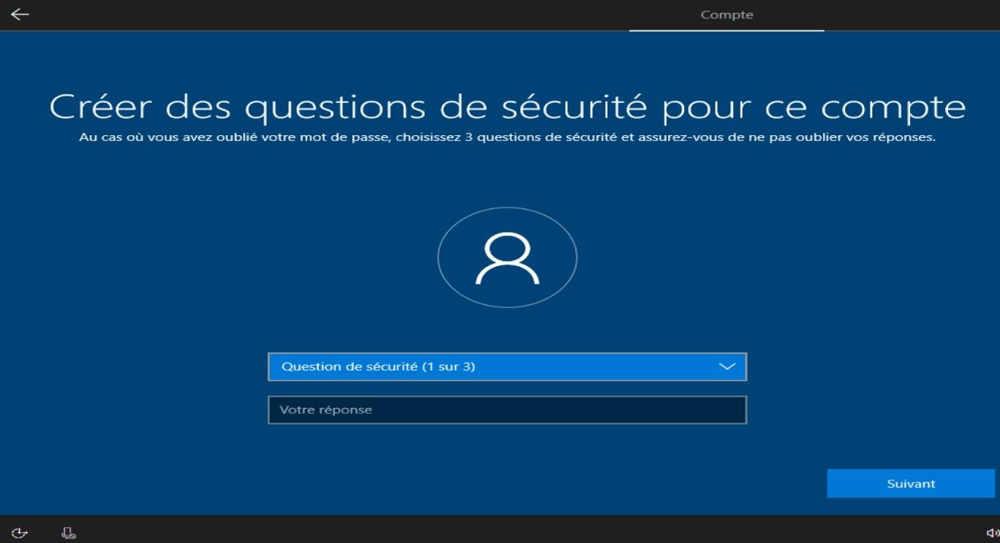 Compte
Créer des questions de sécurité pour ce compte
Au cas où vous avez oublié votre mot de passe, choisissez 3 questions de sécurité et assurez-vous de ne pas oublier vos réponses.
Question de sécurité (1 sur 3)
Votre réponse
Suivant